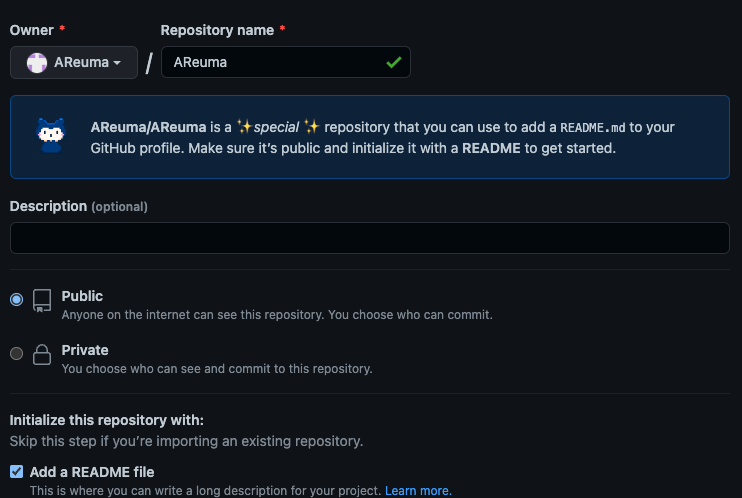 Owner *
Repository name *
AReuma / AReuma
AReuma/AReuma is a ✨special ✨ repository that you can use to add a README.md to your
GitHub profile. Make sure it’s public and initialize it with a README to get started.
Description (optional)
Public
Anyone on the internet can see this repository. You choose who can commit.
Private
You choose who can see and commit to this repository.
Initialize this repository with:
Skip this step if you’re importing an existing repository.
Add a README file
This is where you can write a long description for your project. Learn more.